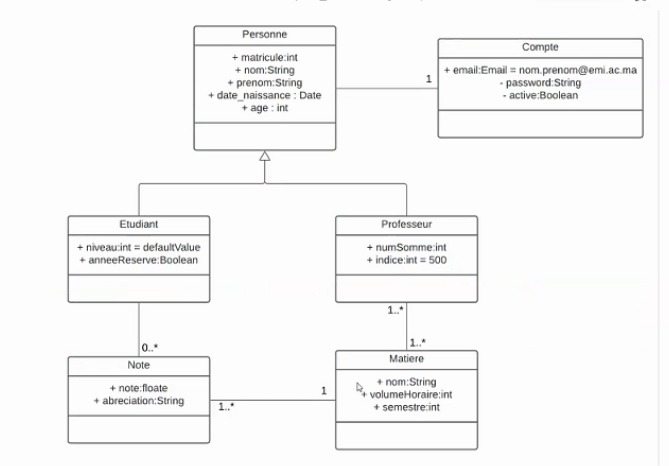 Personne
+ matricule:int
+ nom:String
+ prenom:String
+ date_naissance : Date
+ age : int
Compte
+ email:Email = nom.prenom@emi.ac.ma
- password:String
- active:Boolean
1
Etudiant
+ niveau:int = defaultValue
+ anneeReserve:Boolean
Professeur
+ numSomme:int
+ indice:int = 500
0..*
1..*
1..*
Note
+ note:floate
+ abreciation:String
1..*
1
Matiere
+ nom:String
+ volumeHoraire:int
+ semestre:int